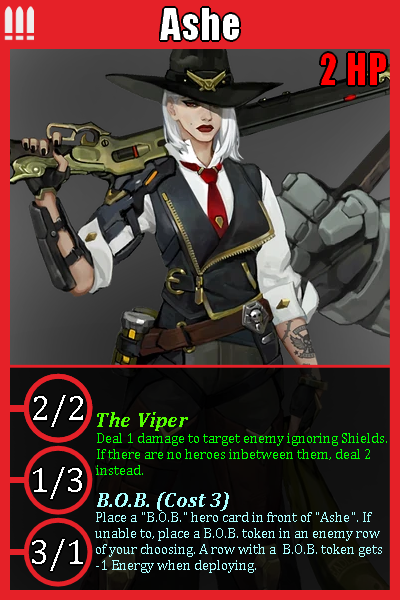 Ashe
2 HP
2/2
The Viper
Deal 1 damage to target enemy ignoring Shields.
If there are no heroes inbetween them, deal 2
instead.
1/3
B.O.B. (Cost 3)
Place a "B.O.B." hero card in front of "Ashe". If
unable to, place a B.O.B. token in an enemy row
of your choosing. A row with a B.O.B. token gets
-1 Energy when deploying.
3/1